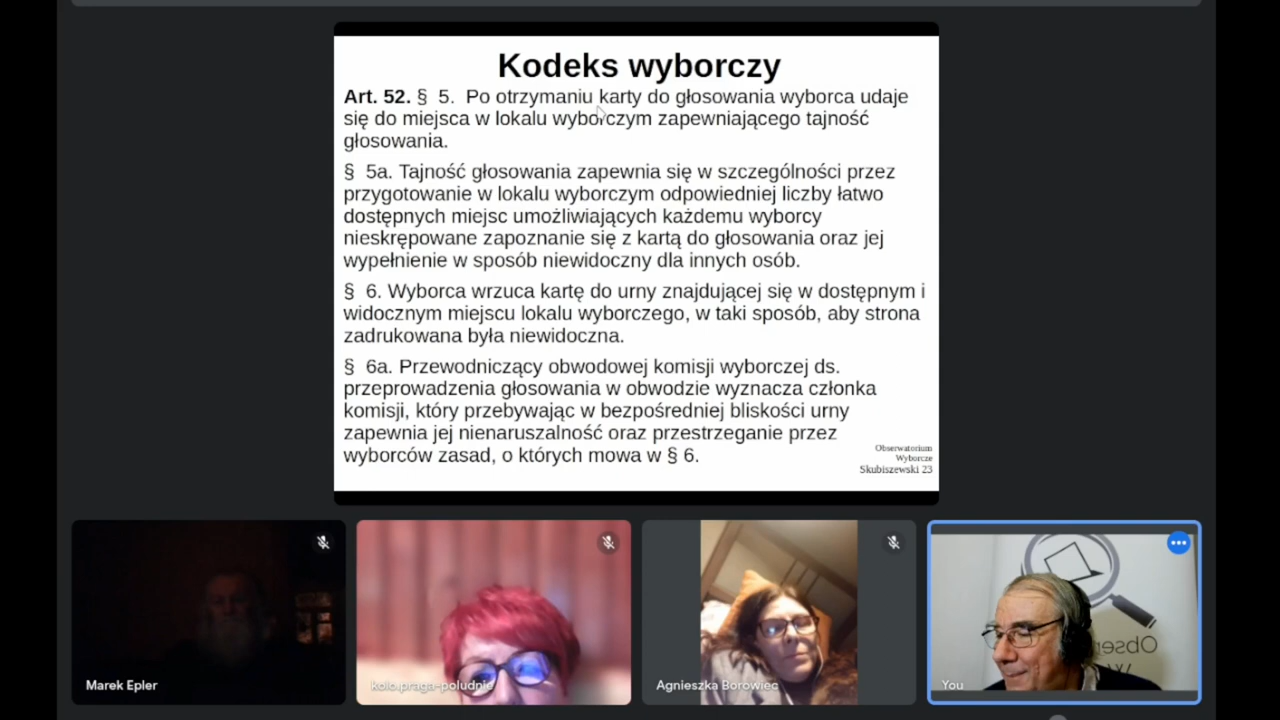 Kodeks wyborczy
Art. 52. § 5. Po otrzymaniu karty do głosowania wyborca udaje
się do miejsca w lokalu wyborczym zapewniającego tajność
głosowania.
§ 5a. Tajność głosowania zapewnia się w szczególności przez
przygotowanie w lokalu wyborczym odpowiedniej liczby łatwo
dostępnych miejsc umożliwiających każdemu wyborcy
nieskrępowane zapoznanie się z kartą do głosowania oraz jej
wypełnienie w sposób niewidoczny dla innych osób.
§ 6. Wyborca wrzuca kartę do urny znajdującej się w dostępnym i
widocznym miejscu lokalu wyborczego, w taki sposób, aby strona
zadrukowana była niewidoczna.
§ 6a. Przewodniczący obwodowej komisji wyborczej ds.
przeprowadzenia głosowania w obwodzie wyznacza członka
komisji, który przebywając w bezpośredniej bliskości urny
zapewnia jej nienaruszalność oraz przestrzeganie przez
wyborców zasad, o których mowa w § 6.
Obserwatorium
Wyborcze
Skubiszewski 23
Marek Epler
kolo.praga-poludnie
Agnieszka Borowiec
You